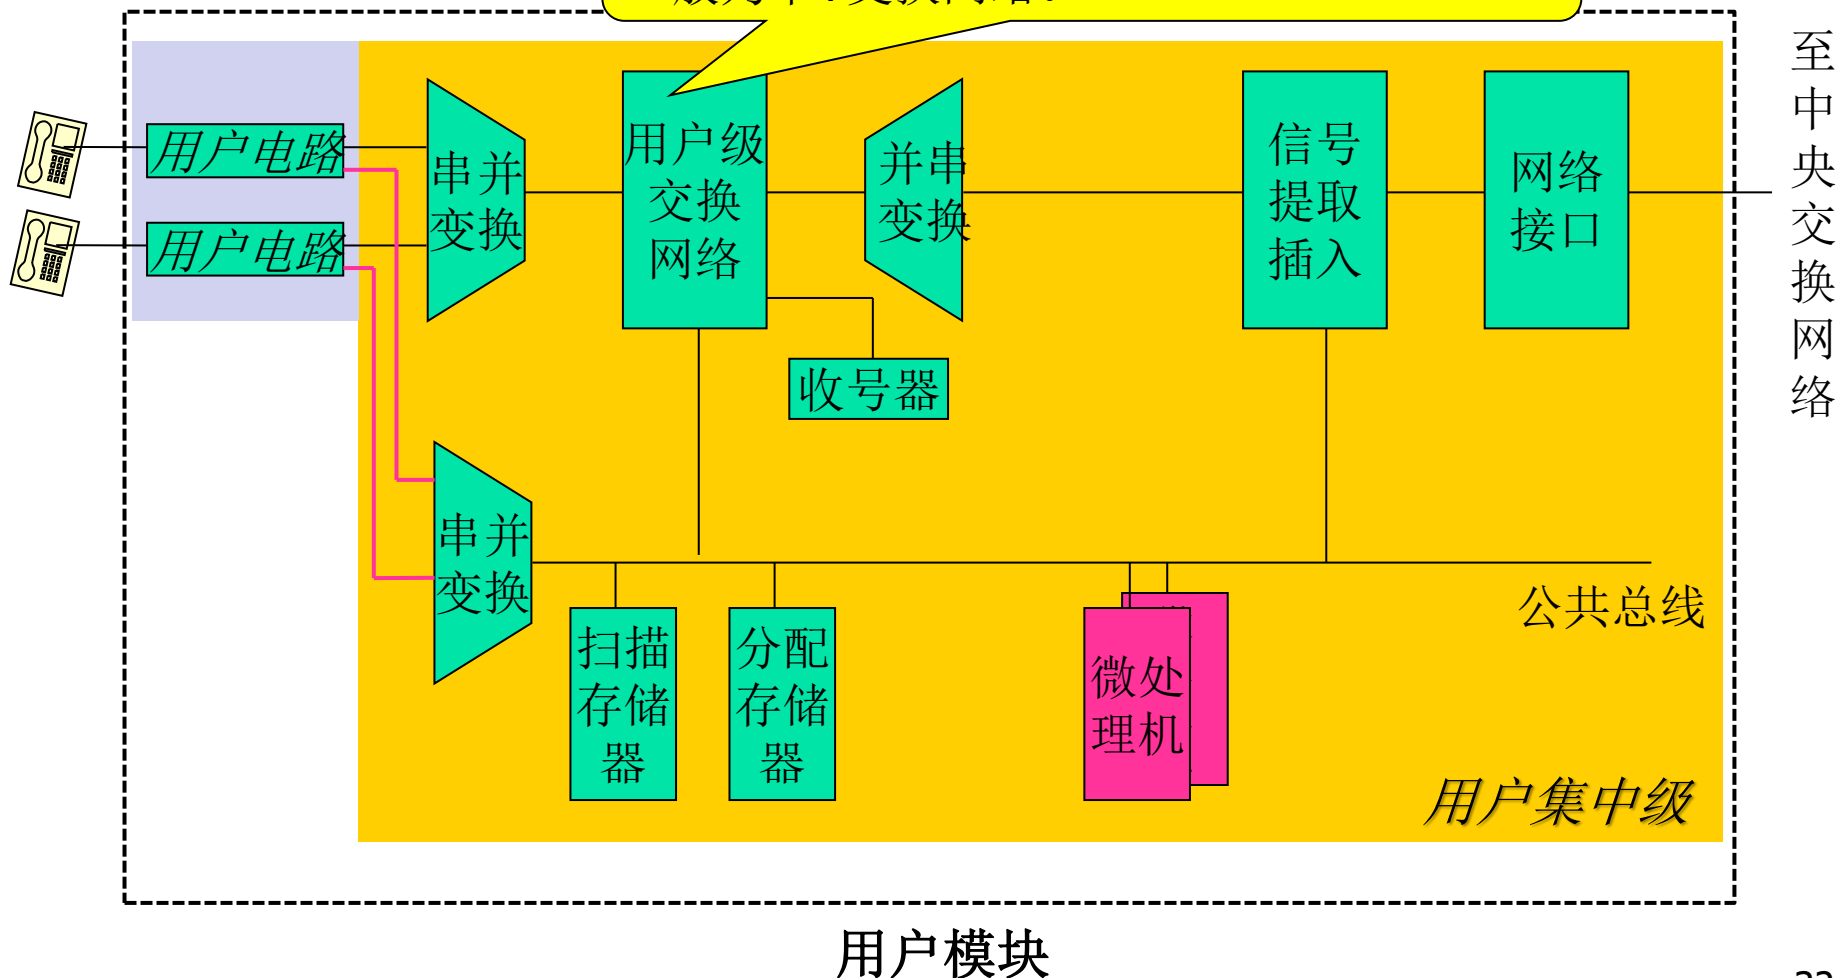 用户电路
用户电路
串并
变换
用户级
交换
网络
并串
变换
信号
提取
插入
网络
接口
至
中
央
交
换
网
络
收号器
串并
变换
公共总线
扫描
存储
器
分配
存储
器
微处
理机
用户集中级
用户模块